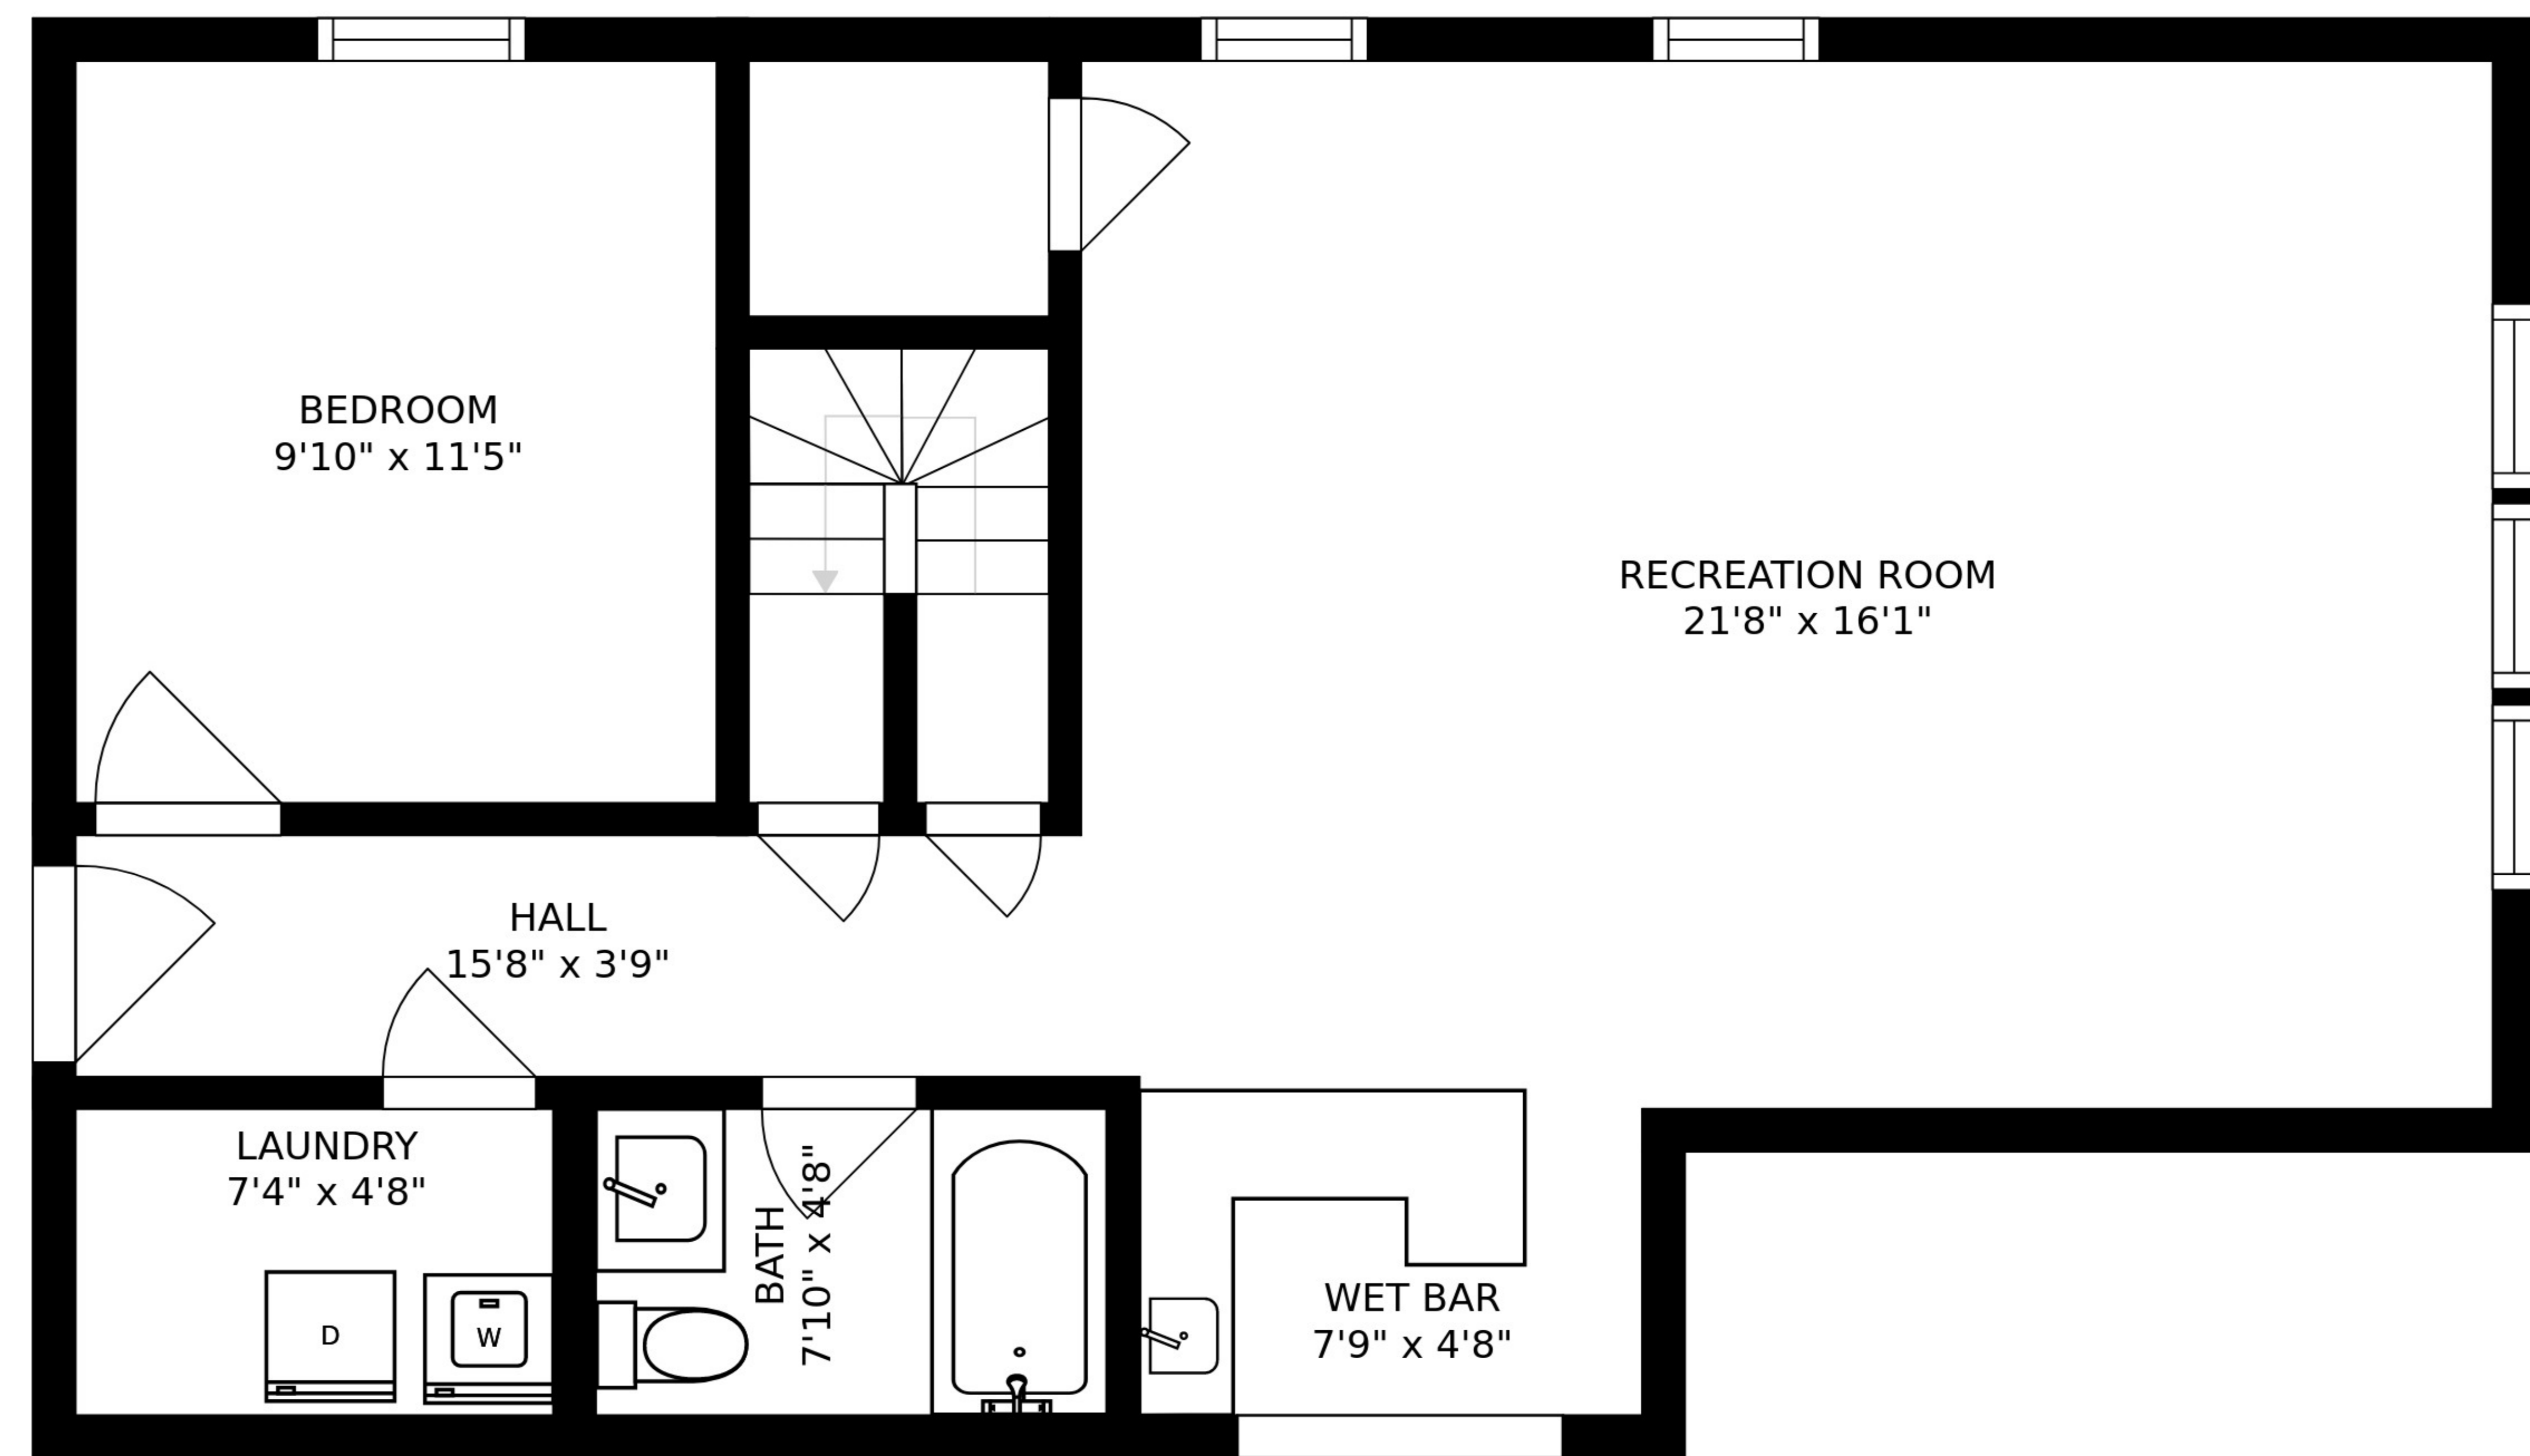 BEDROOM
9'10" x 11'5"
RECREATION ROOM
21'8" x 16'1"
HALL
15'8" x 3'9"
LAUNDRY
7'4" x 4'8"
D
W
BATH
7'10" x 4'8"
WET BAR
7'9" x 4'8"